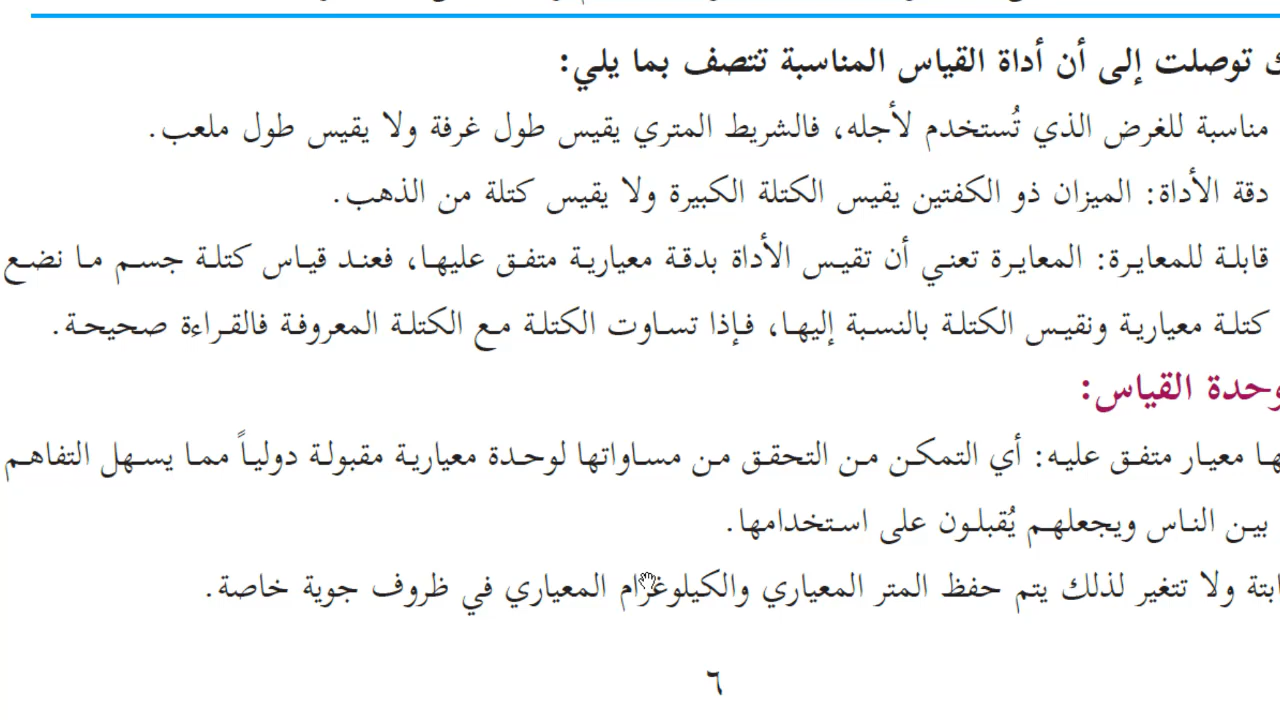 توصلت إلى أن أداة القياس المناسبة تتصف بما يلي:
مناسبة للغرض الذي تُستخدم لأجله، فالشريط المتري يقيس طول غرفة ولا يقيس طول ملعب.
دقة الأداة: الميزان ذو الكفتين يقيس الكتلة الكبيرة ولا يقيس كتلة من الذهب.
قابلة للمعايرة: المعايرة تعني أن تقيس الأداة بدقة معيارية متفق عليها، فعند قياس كتلة جسم ما نضع
كتلة معيارية ونقيس الكتلة بالنسبة إليها، فإذا تساوت الكتلة مع الكتلة المعروفة فالقراءة صحيحة.
وحدة القياس:
معيار متفق عليه: أي التمكن من التحقق من مساواتها لوحدة معيارية مقبولة دولياً مما يسهل التفاهم
بين الناس ويجعلهم يُقبلون على استخدامها.
ولا تتغير لذلك يتم حفظ المتر المعياري والكيلوغرام المعياري في ظروف جوية خاصة.
٦